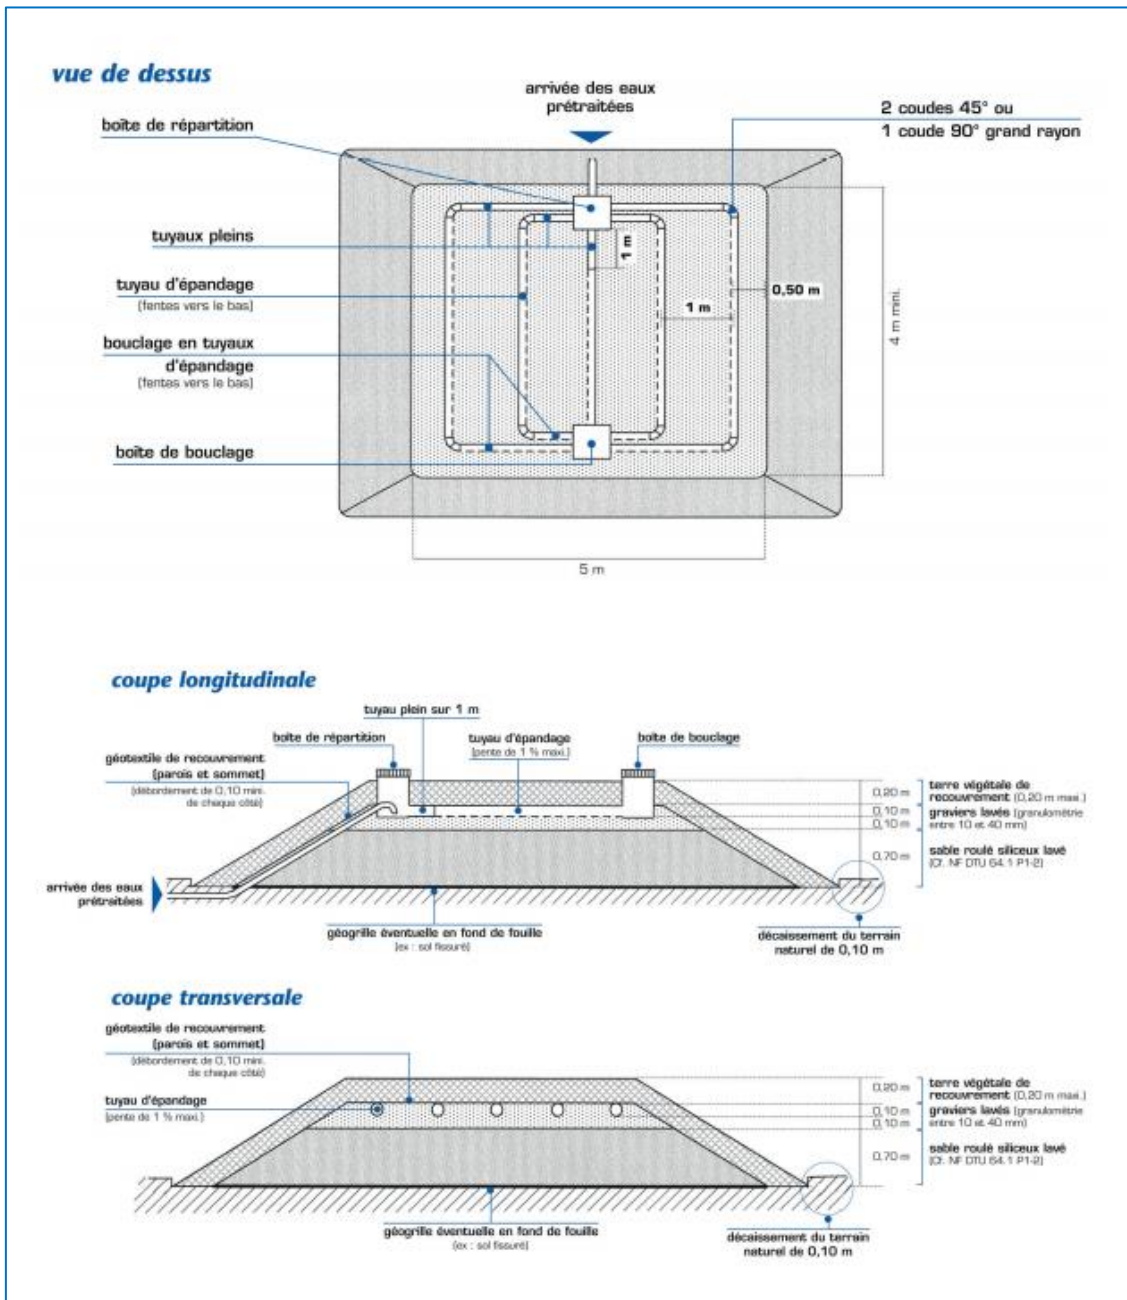 vue de dessus
arrivée des eaux
prétraitées
2 coudes 45° ou
1 coude 90° grand rayon
boîte de répartition
tuyaux pleins
1 m
tuyau d'épandage
(fentes vers le bas)
0,50 m
1 m
4 m mini.
bouclage en tuyaux
d'épandage
(fentes vers le bas)
boîte de bouclage
5 m
coupe longitudinale
tuyau plein sur 1 m
boîte de répartition
tuyau d'épandage
(pente de 1 % maxi.)
boîte de bouclage
géotextile de recouvrement
(parois et sommet)
(débordement de 0,10 mini.
de chaque côté)
0,20 m
terre végétale de
recouvrement (0,20 m maxi.)
0,10 m
graviers lavés (granulométrie
0,10 m
entre 10 et 40 mm)
0,70 m
sable roulé siliceux lavé
(Cf. NF DTU 64.1 P1-2)
arrivée des eaux
prétraitées
géogrille éventuelle en fond de fouille
(ex : sol fissuré)
décaissement du terrain
naturel de 0,10 m
coupe transversale
géotextile de recouvrement
(parois et sommet)
(débordement de 0,10 mini.
de chaque côté)
tuyau d'épandage
(pente de 1 % maxi.)
0,20 m
terre végétale de
recouvrement (0,20 m maxi.)
0,10 m
graviers lavés (granulométrie
0,10 m
entre 10 et 40 mm)
0,70 m
sable roulé siliceux lavé
(Cf. NF DTU 64.1 P1-2)
géogrille éventuelle en fond de fouille
(ex : sol fissuré)
décaissement du terrain
naturel de 0,10 m